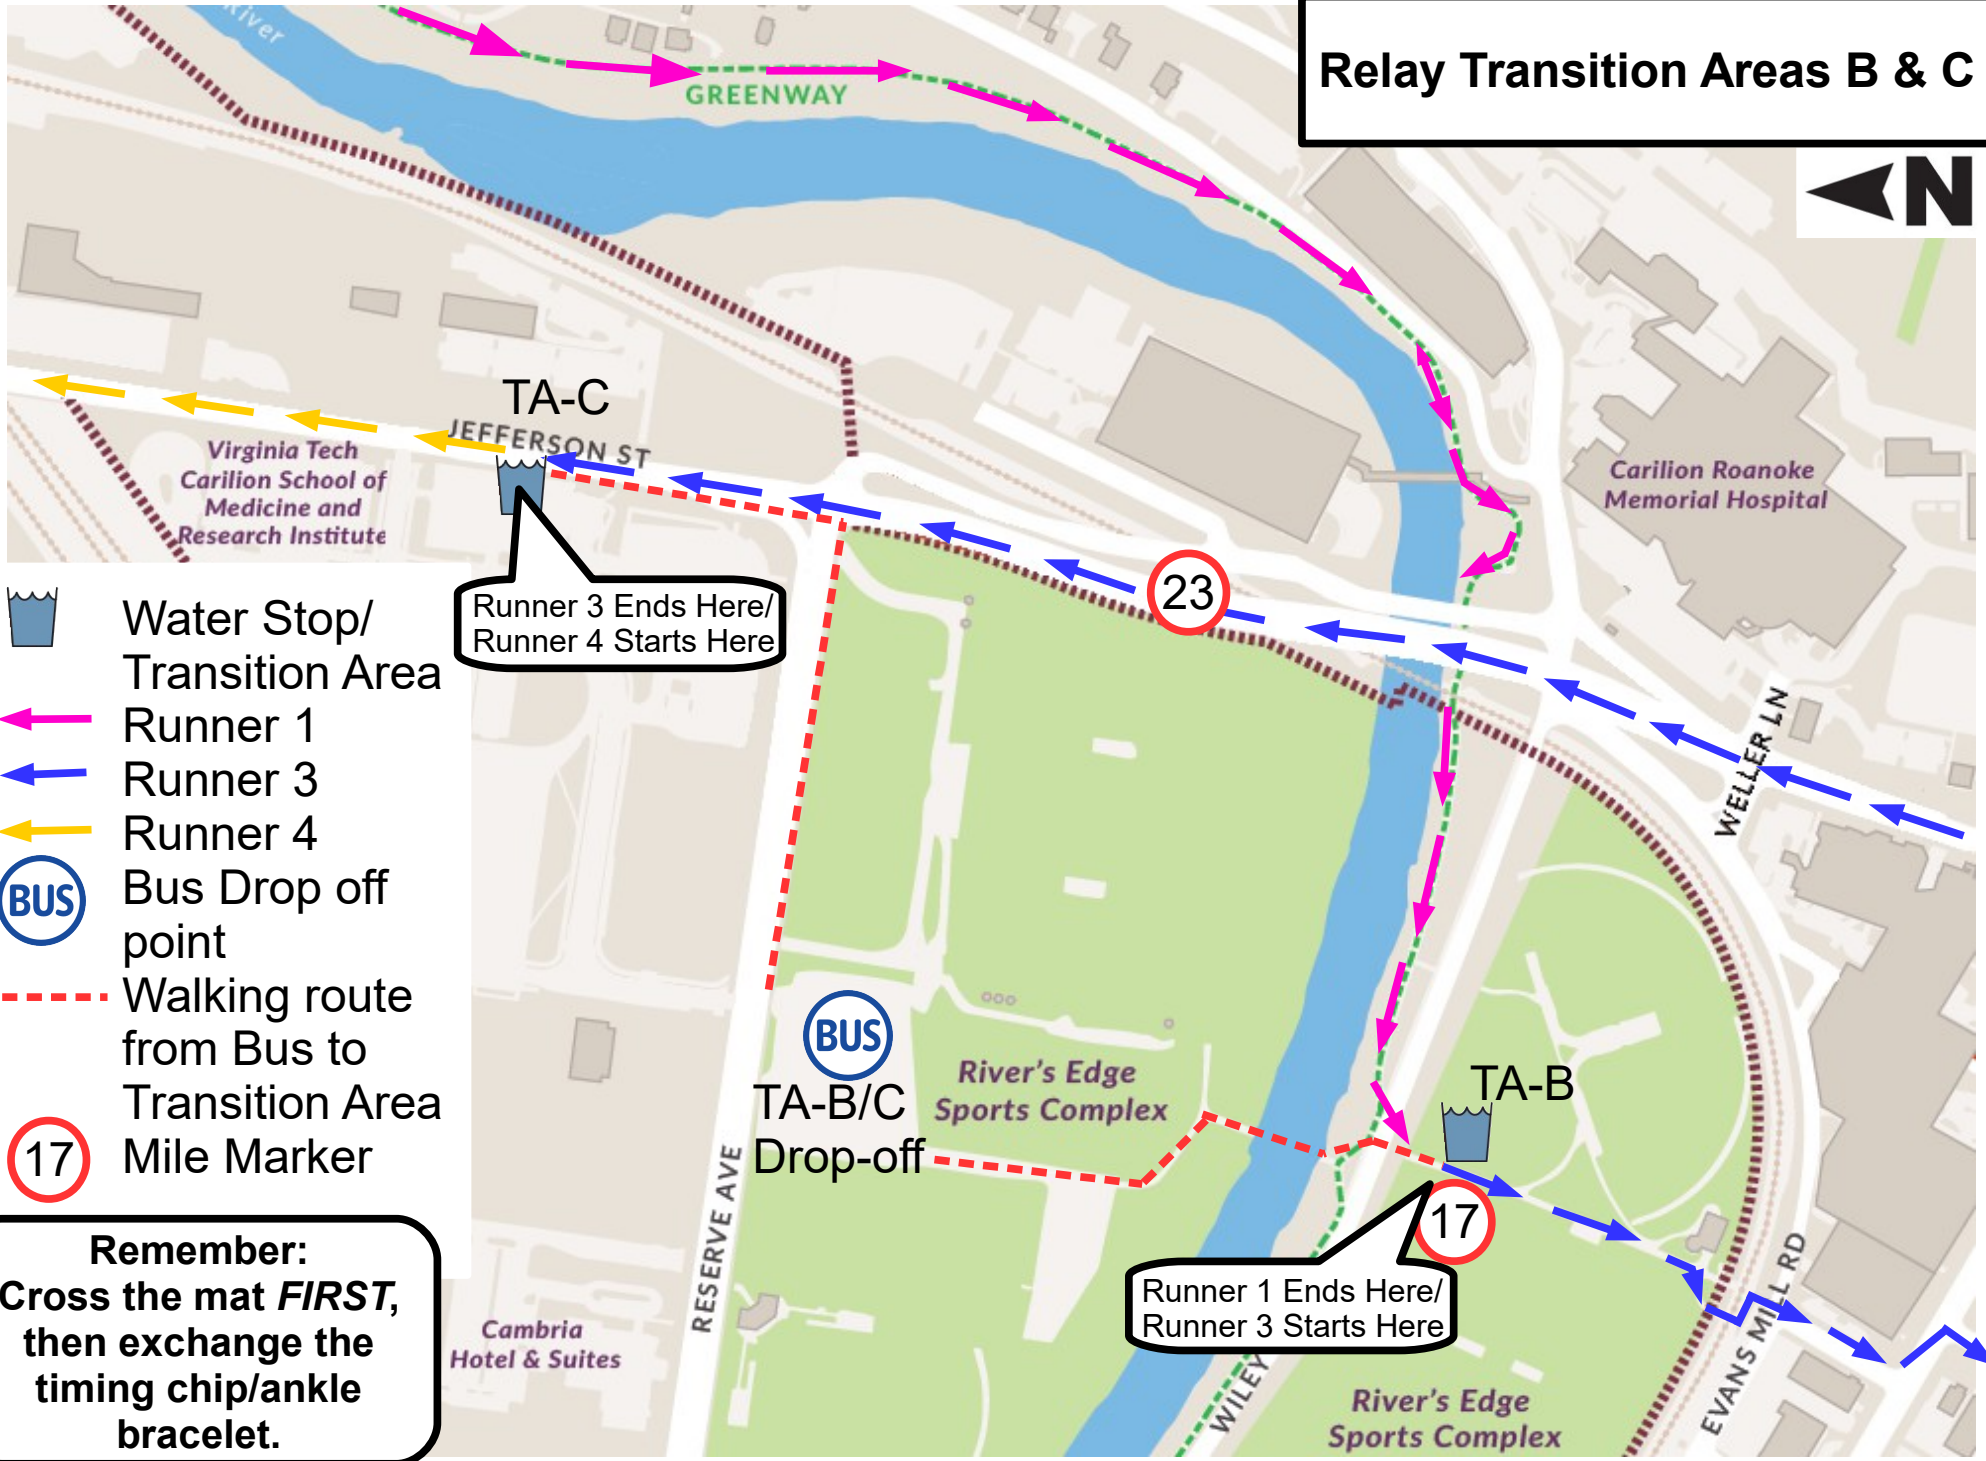 River
GREENWAY
Relay Transition Areas B & C
N
TA-C
JEFFERSON ST
Virginia Tech
Carilion School of
Medicine and
Research Institute
Carilion Roanoke
Memorial Hospital
23
Runner 3 Ends Here/
Runner 4 Starts Here
Water Stop/
Transition Area
Runner 1
Runner 3
Runner 4
BUS
Bus Drop off
point
Walking route
from Bus to
Transition Area
17
Mile Marker
WELLER LN
BUS
TA-B/C
Drop-off
River's Edge
Sports Complex
TA-B
17
RESERVE AVE
Runner 1 Ends Here/
Runner 3 Starts Here
Remember:
Cross the mat FIRST,
then exchange the
timing chip/ankle
bracelet.
Cambria
Hotel & Suites
WILEY
EVANS MILL RD
River's Edge
Sports Complex